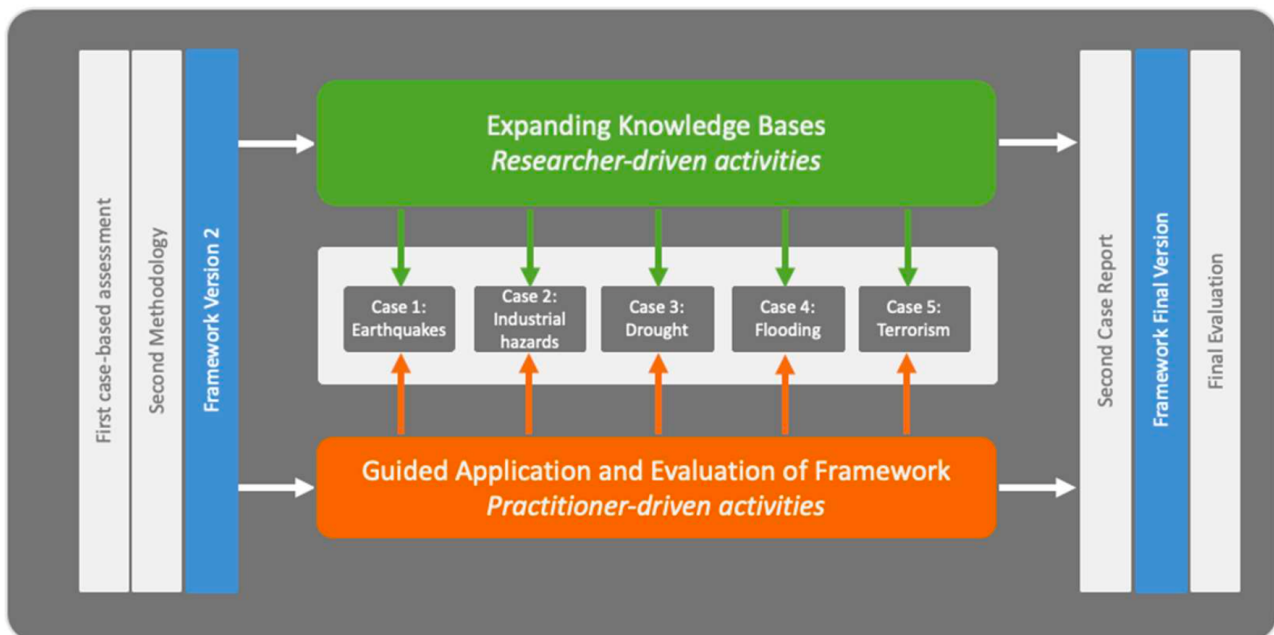 First case-based assessment
Second Methodology
Framework Version 2
Expanding Knowledge Bases
Researcher-driven activities
Case 1:
Earthquakes
Case 2:
Industrial
hazards
Case 3:
Drought
Case 4:
Flooding
Case 5:
Terrorism
Guided Application and Evaluation of Framework
Practitioner-driven activities
Second Case Report
Framework Final Version
Final Evaluation